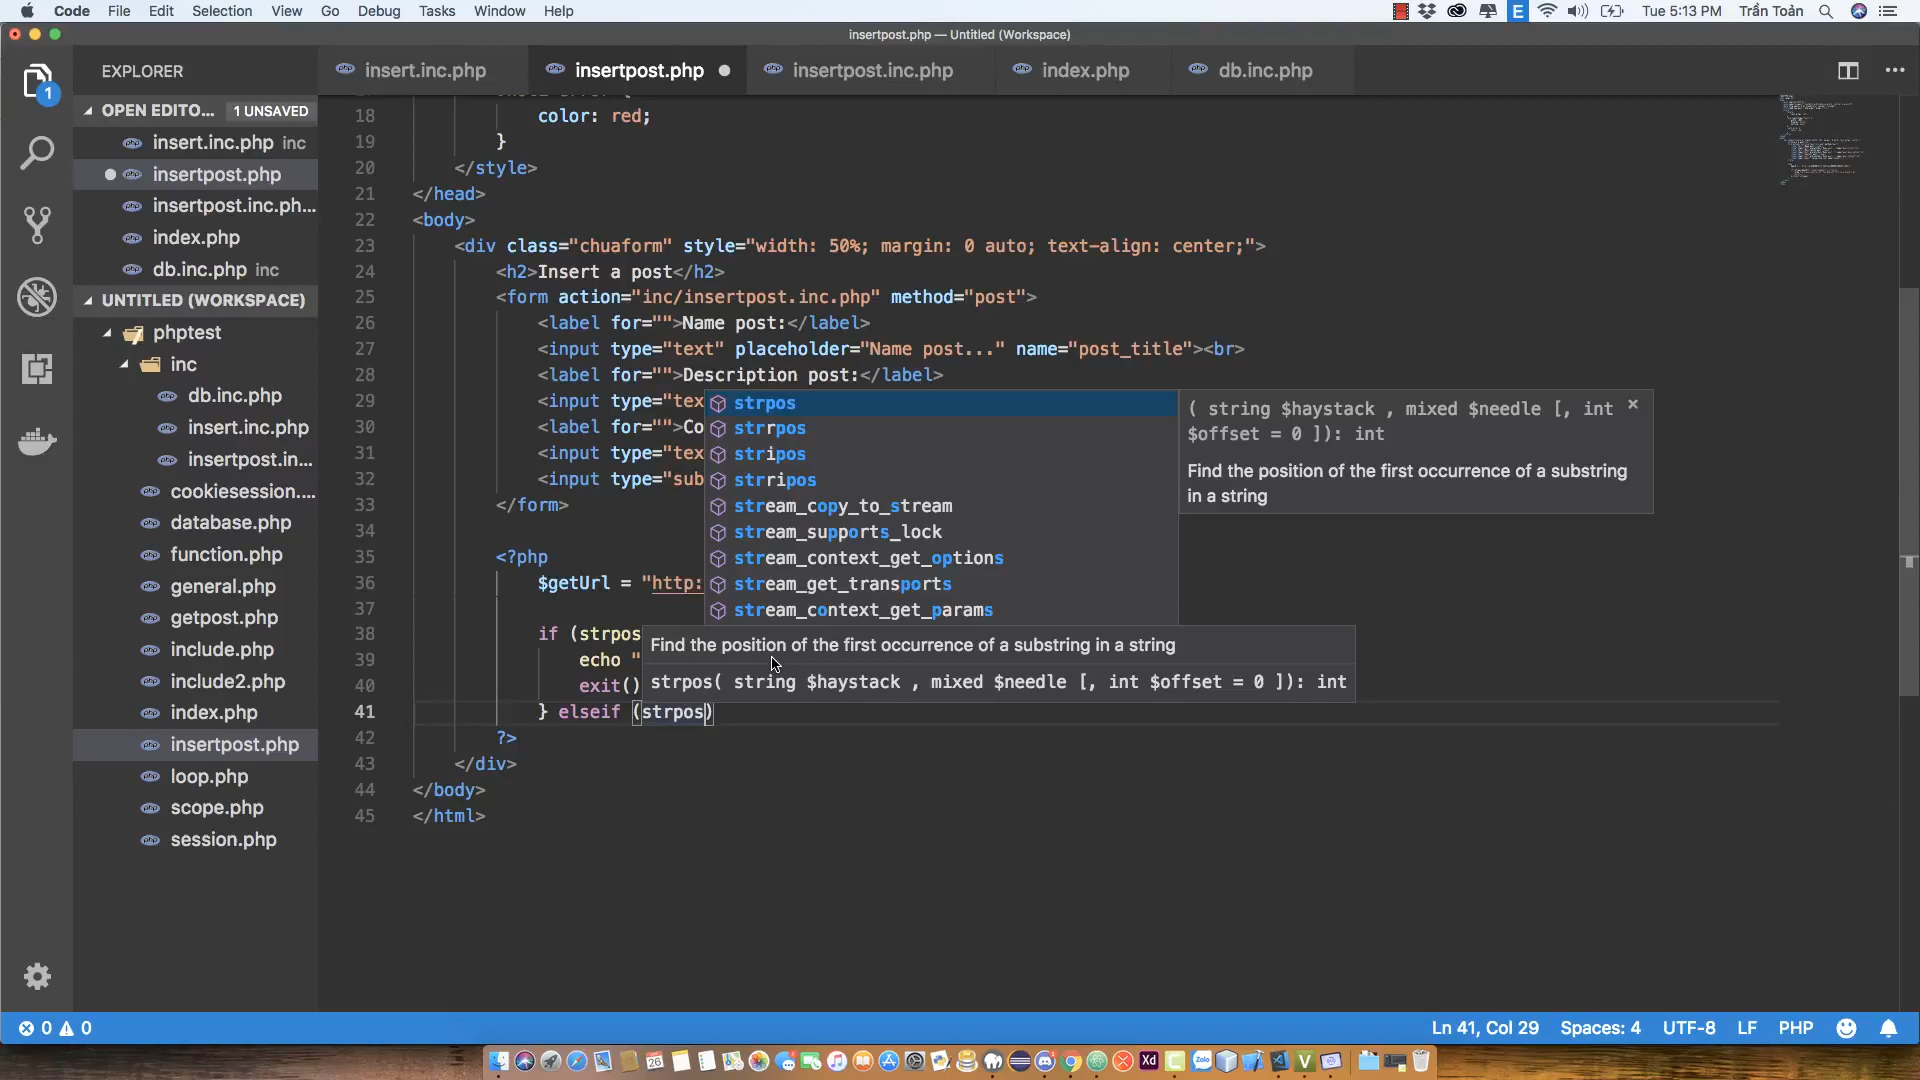 Code File Edit Selection View Go Debug Tasks Window Help
E Tue 5:13 PM Trần Toản
insertpost.php — Untitled (Workspace)
EXPLORER
insert.inc.php
insertpost.php
insertpost.inc.php
index.php
db.inc.php
1
OPEN EDITO... 1 UNSAVED
insert.inc.php inc
insertpost.php
insertpost.inc.ph...
index.php
db.inc.php inc
UNTITLED (WORKSPACE)
phptest
inc
db.inc.php
insert.inc.php
insertpost.in...
cookiesession....
database.php
function.php
general.php
getpost.php
include.php
include2.php
index.php
insertpost.php
loop.php
scope.php
session.php
18 color: red;
19 }
20 </style>
21 </head>
22 <body>
23 <div class="chuaform" style="width: 50%; margin: 0 auto; text-align: center;">
24 <h2>Insert a post</h2>
25 <form action="inc/insertpost.inc.php" method="post">
26 <label for="">Name post:</label>
27 <input type="text" placeholder="Name post..." name="post_title"><br>
28 <label for="">Description post:</label>
29 <input type="tex
30 <label for="">Co
31 <input type="tex
32 <input type="sub
33 </form>
34
35 <?php
36 $getUrl = "http:
37
38 if (strpos
39 echo "
40 exit()
41 } elseif (strpos)
42 ?>
43 </div>
44 </body>
45 </html>
strpos
strrpos
stripos
strripos
stream_copy_to_stream
stream_supports_lock
stream_context_get_options
stream_get_transports
stream_context_get_params
( string $haystack , mixed $needle [, int
$offset = 0 ]): int
Find the position of the first occurrence of a substring
in a string
Find the position of the first occurrence of a substring in a string
strpos( string $haystack , mixed $needle [, int $offset = 0 ]): int
0 0
Ln 41, Col 29 Spaces: 4 UTF-8 LF PHP
26 Xd Zalo V